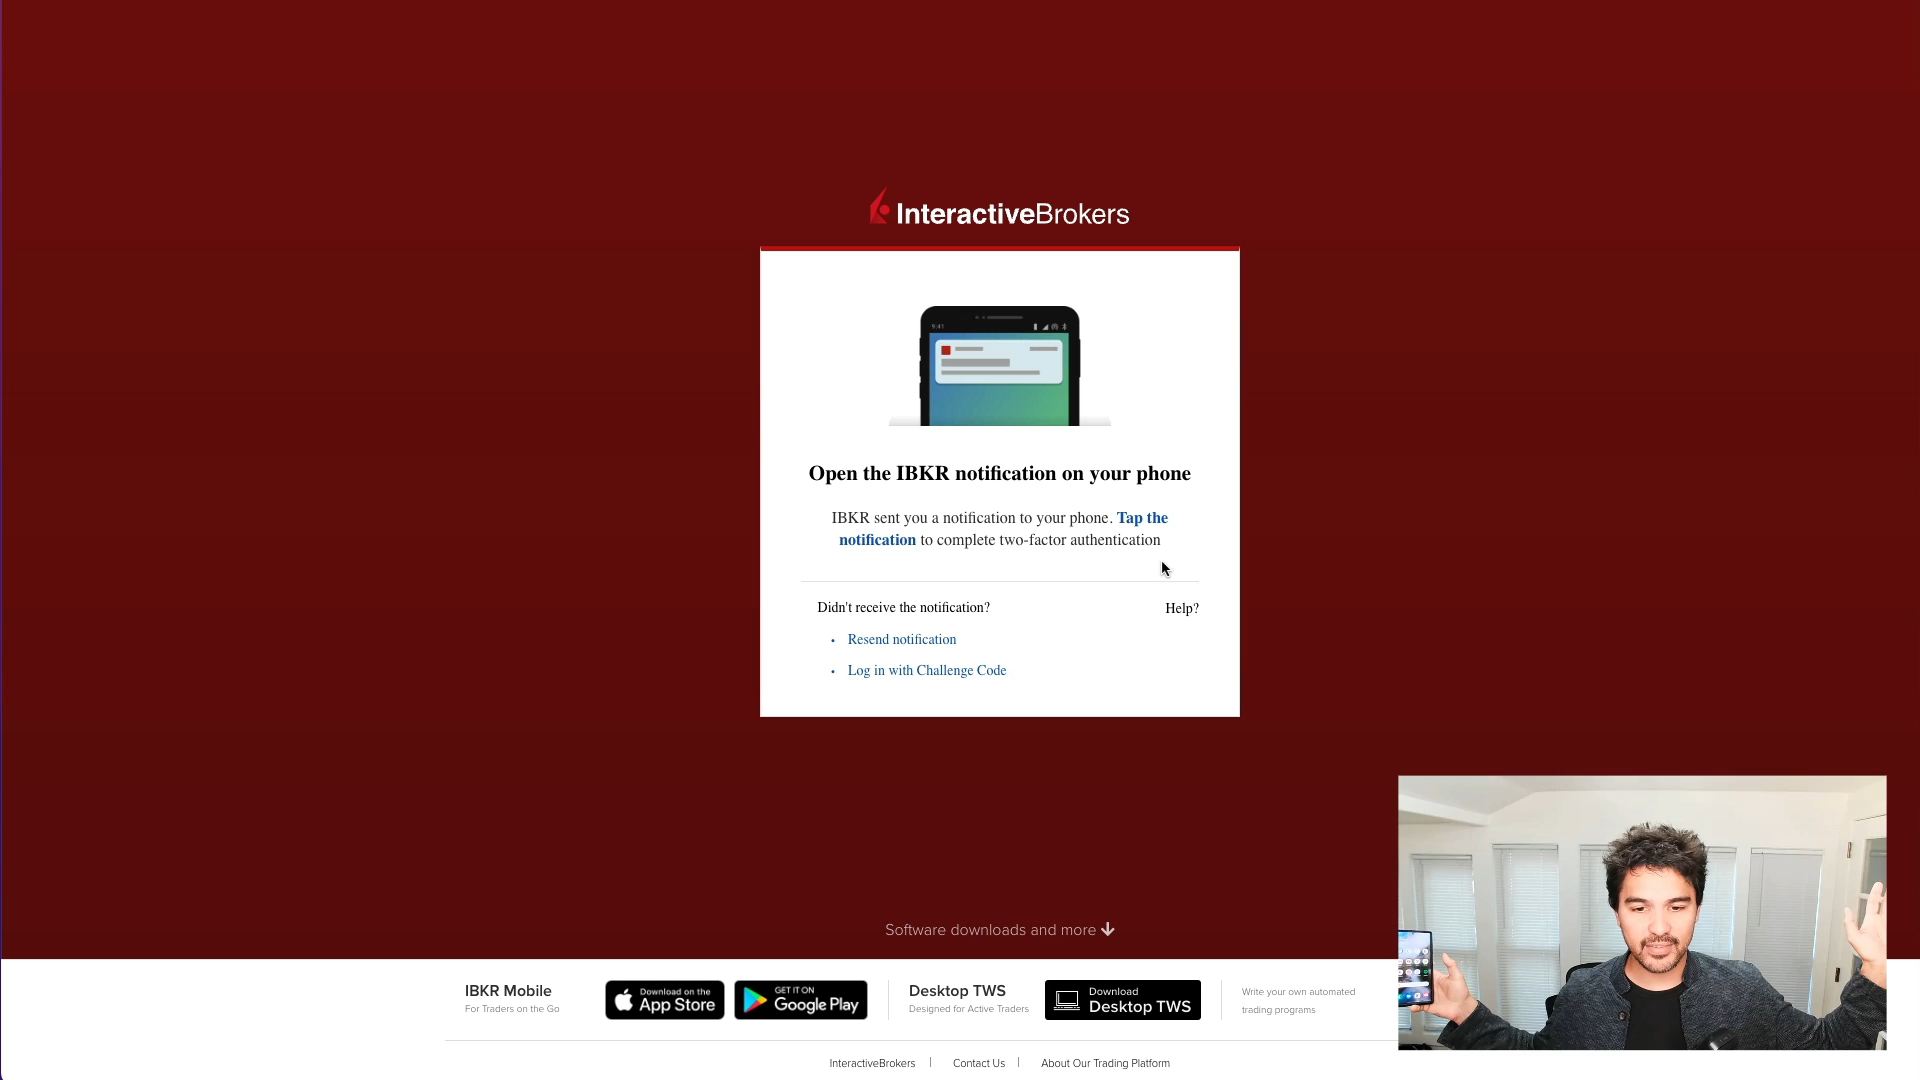 InteractiveBrokers
9:41
Open the IBKR notification on your phone
IBKR sent you a notification to your phone. Tap the
notification to complete two-factor authentication
Didn't receive the notification?
Help?
• Resend notification
• Log in with Challenge Code
Software downloads and more
IBKR Mobile
For Traders on the Go
Download on the
App Store
GET IT ON
Google Play
Desktop TWS
Designed for Active Traders
Download
Desktop TWS
Write your own automated
trading programs
InteractiveBrokers | Contact Us | About Our Trading Platform